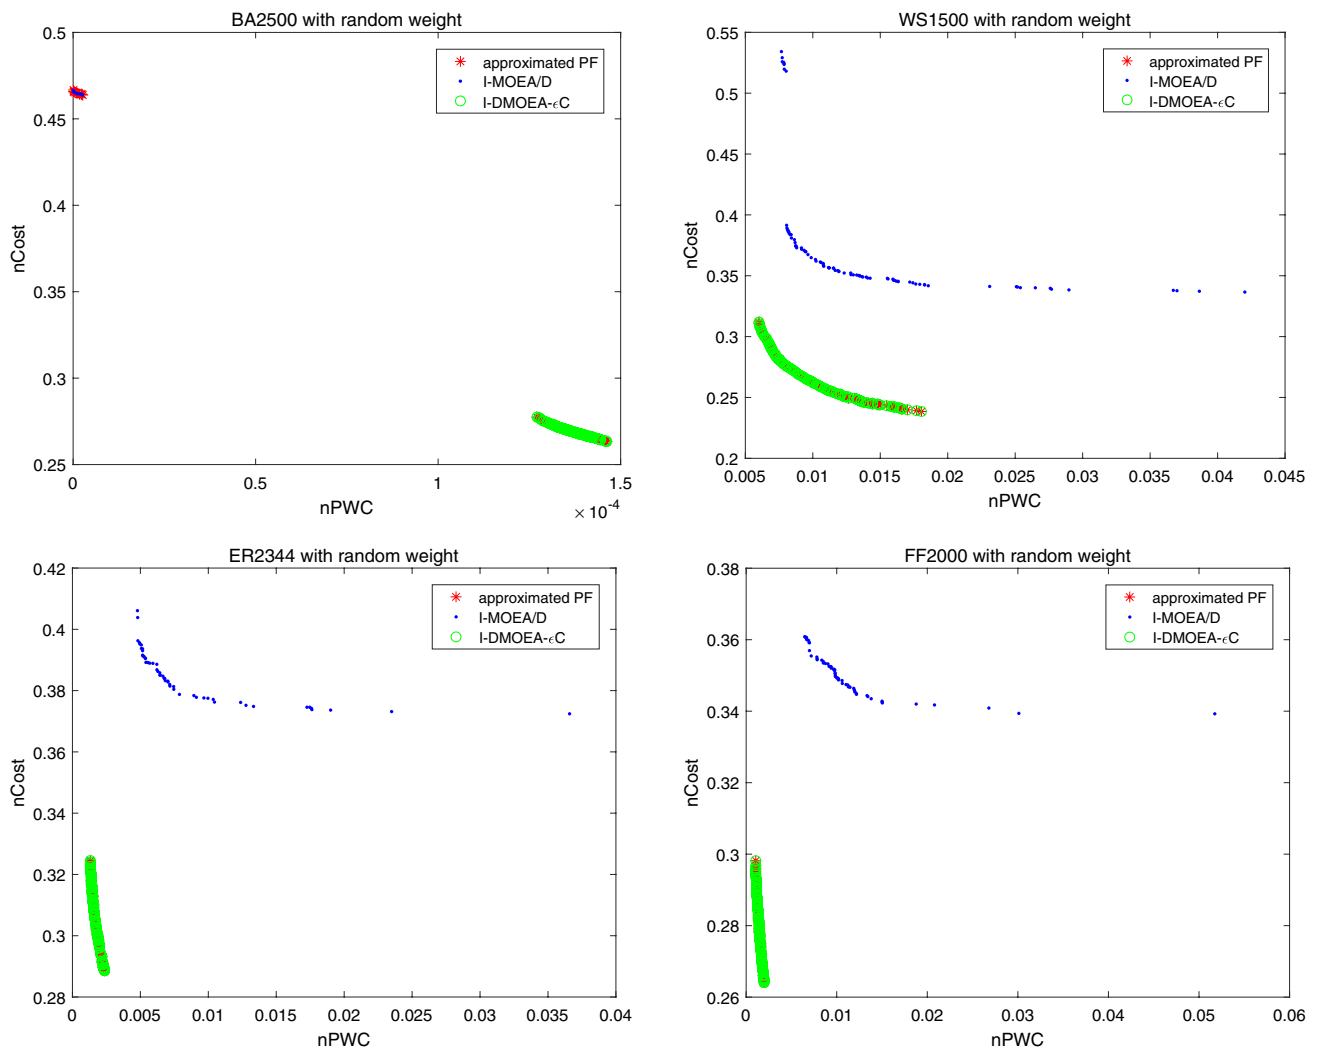 BA2500 with random weight
0.5
0.45
0.4
0.35
0.3
0.25
nCost
approximated PF
I-MOEA/D
I-DMOEA-ϵC
0 0.5 1 1.5
nPWC
× 10⁻⁴
WS1500 with random weight
0.55
0.5
0.45
0.4
0.35
0.3
0.25
0.2
nCost
approximated PF
I-MOEA/D
I-DMOEA-ϵC
0.005 0.01 0.015 0.02 0.025 0.03 0.035 0.04 0.045
nPWC
ER2344 with random weight
0.42
0.4
0.38
0.36
0.34
0.32
0.3
0.28
nCost
approximated PF
I-MOEA/D
I-DMOEA-ϵC
0 0.005 0.01 0.015 0.02 0.025 0.03 0.035 0.04
nPWC
FF2000 with random weight
0.38
0.36
0.34
0.32
0.3
0.28
0.26
nCost
approximated PF
I-MOEA/D
I-DMOEA-ϵC
0 0.01 0.02 0.03 0.04 0.05 0.06
nPWC